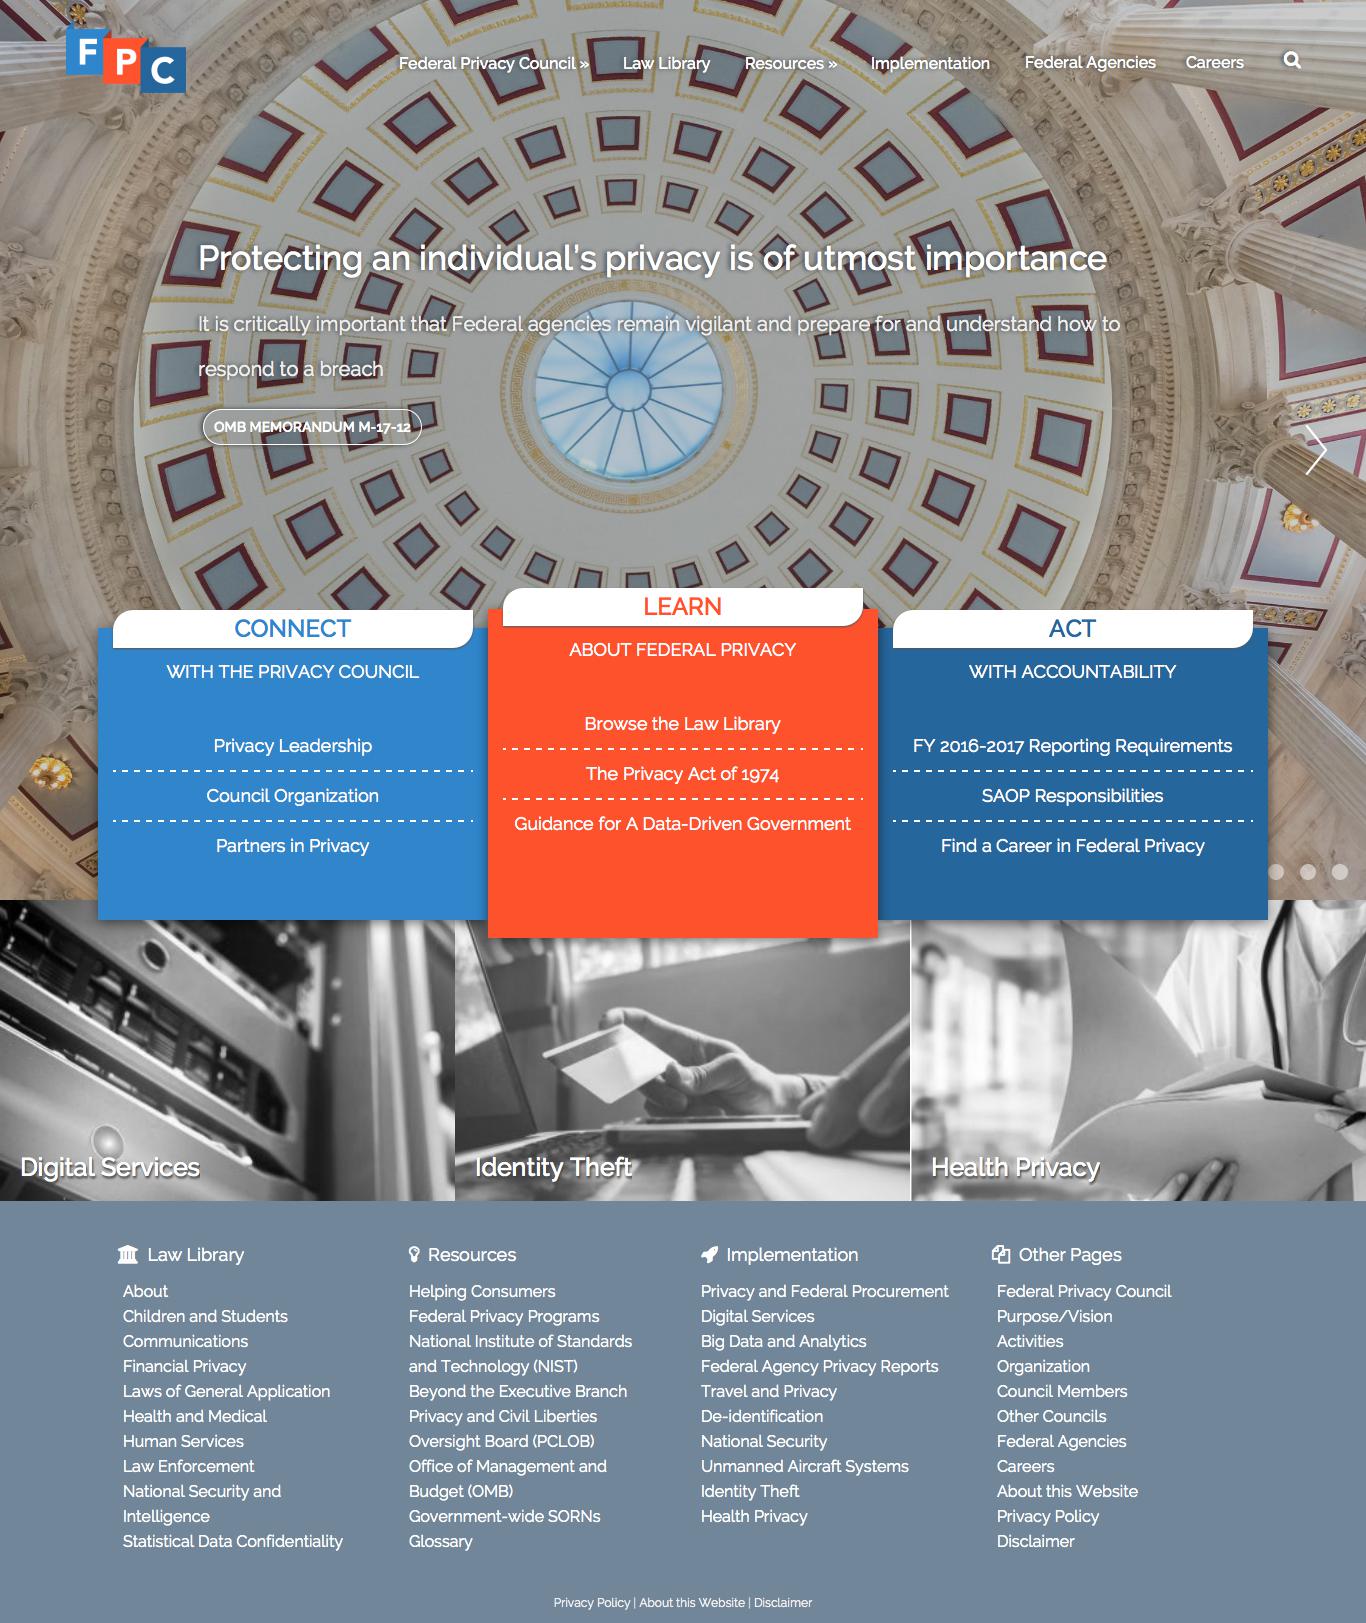 F P C
Federal Privacy Council »
Law Library
Resources »
Implementation
Federal Agencies
Careers
Protecting an individual's privacy is of utmost importance
It is critically important that Federal agencies remain vigilant and prepare for and understand how to
respond to a breach
OMB MEMORANDUM M-17-12
CONNECT
WITH THE PRIVACY COUNCIL
Privacy Leadership
Council Organization
Partners in Privacy
LEARN
ABOUT FEDERAL PRIVACY
Browse the Law Library
The Privacy Act of 1974
Guidance for A Data-Driven Government
ACT
WITH ACCOUNTABILITY
FY 2016-2017 Reporting Requirements
SAOP Responsibilities
Find a Career in Federal Privacy
Digital Services
Identity Theft
Health Privacy
Law Library
About
Children and Students
Communications
Financial Privacy
Laws of General Application
Health and Medical
Human Services
Law Enforcement
National Security and
Intelligence
Statistical Data Confidentiality
Resources
Helping Consumers
Federal Privacy Programs
National Institute of Standards
and Technology (NIST)
Beyond the Executive Branch
Privacy and Civil Liberties
Oversight Board (PCLOB)
Office of Management and
Budget (OMB)
Government-wide SORNs
Glossary
Implementation
Privacy and Federal Procurement
Digital Services
Big Data and Analytics
Federal Agency Privacy Reports
Travel and Privacy
De-identification
National Security
Unmanned Aircraft Systems
Identity Theft
Health Privacy
Other Pages
Federal Privacy Council
Purpose/Vision
Activities
Organization
Council Members
Other Councils
Federal Agencies
Careers
About this Website
Privacy Policy
Disclaimer
Privacy Policy | About this Website | Disclaimer